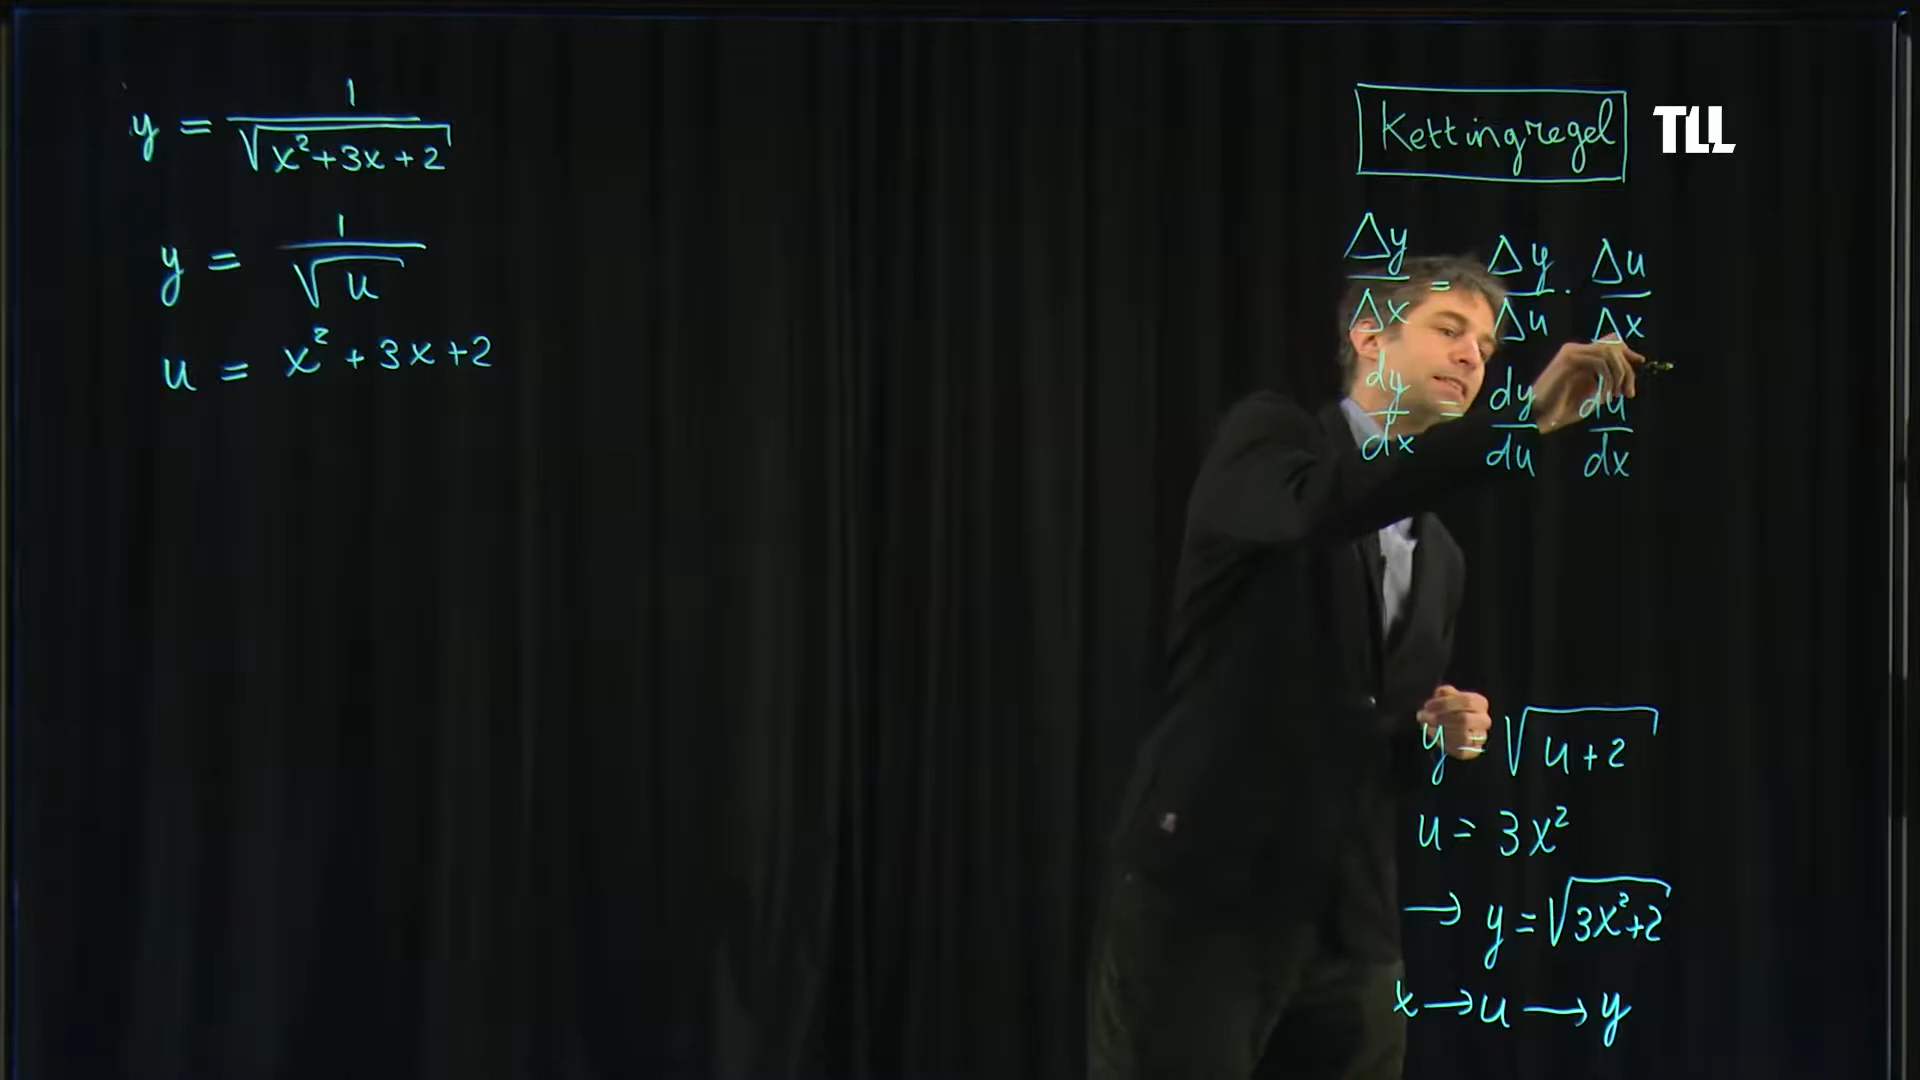 y = 1/√(x²+3x+2)
y = 1/√u
u = x² + 3x + 2
Kettingregel
TLL
Δy/Δx = Δy/Δu · Δu/Δx
dy/dx = dy/du · du/dx
y = √(u+2)
u = 3x²
→ y = √(3x²+2)
x → u → y